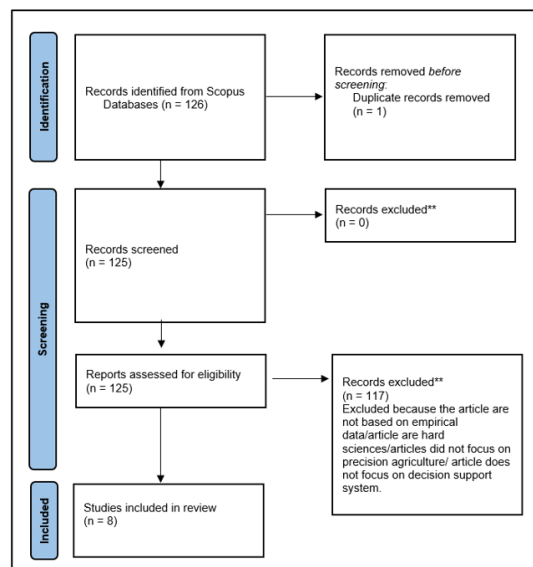 Identification
Records identified from Scopus
Databases (n = 126)
Records removed before
screening:
Duplicate records removed
(n = 1)
Screening
Records screened
(n = 125)
Records excluded**
(n = 0)
Reports assessed for eligibility
(n = 125)
Records excluded**
(n = 117)
Excluded because the article are
not based on empirical
data/article are hard
sciences/articles did not focus on
precision agriculture/ article does
not focus on decision support
system.
Included
Studies included in review
(n = 8)